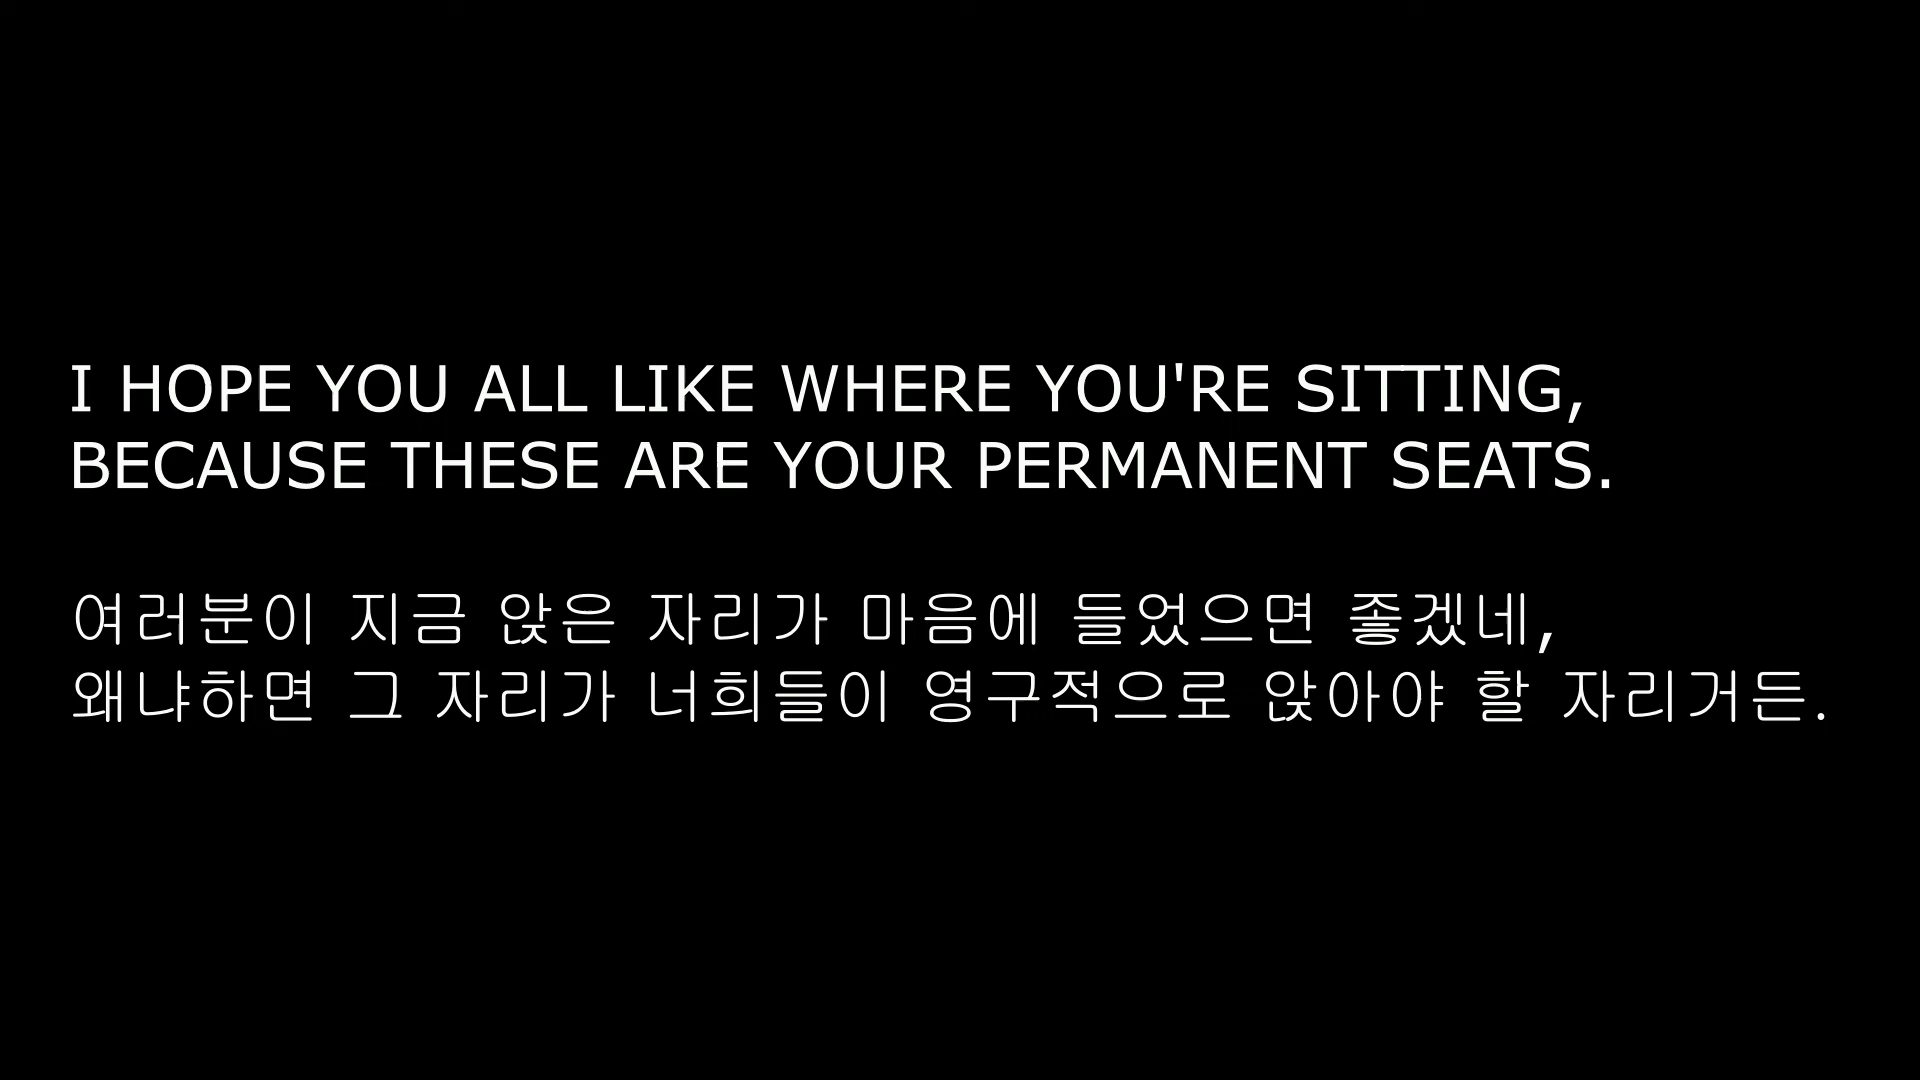 I HOPE YOU ALL LIKE WHERE YOU'RE SITTING,
BECAUSE THESE ARE YOUR PERMANENT SEATS.
여러분이 지금 앉은 자리가 마음에 들었으면 좋겠네,
왜냐하면 그 자리가 너희들이 영구적으로 앉아야 할 자리거든.